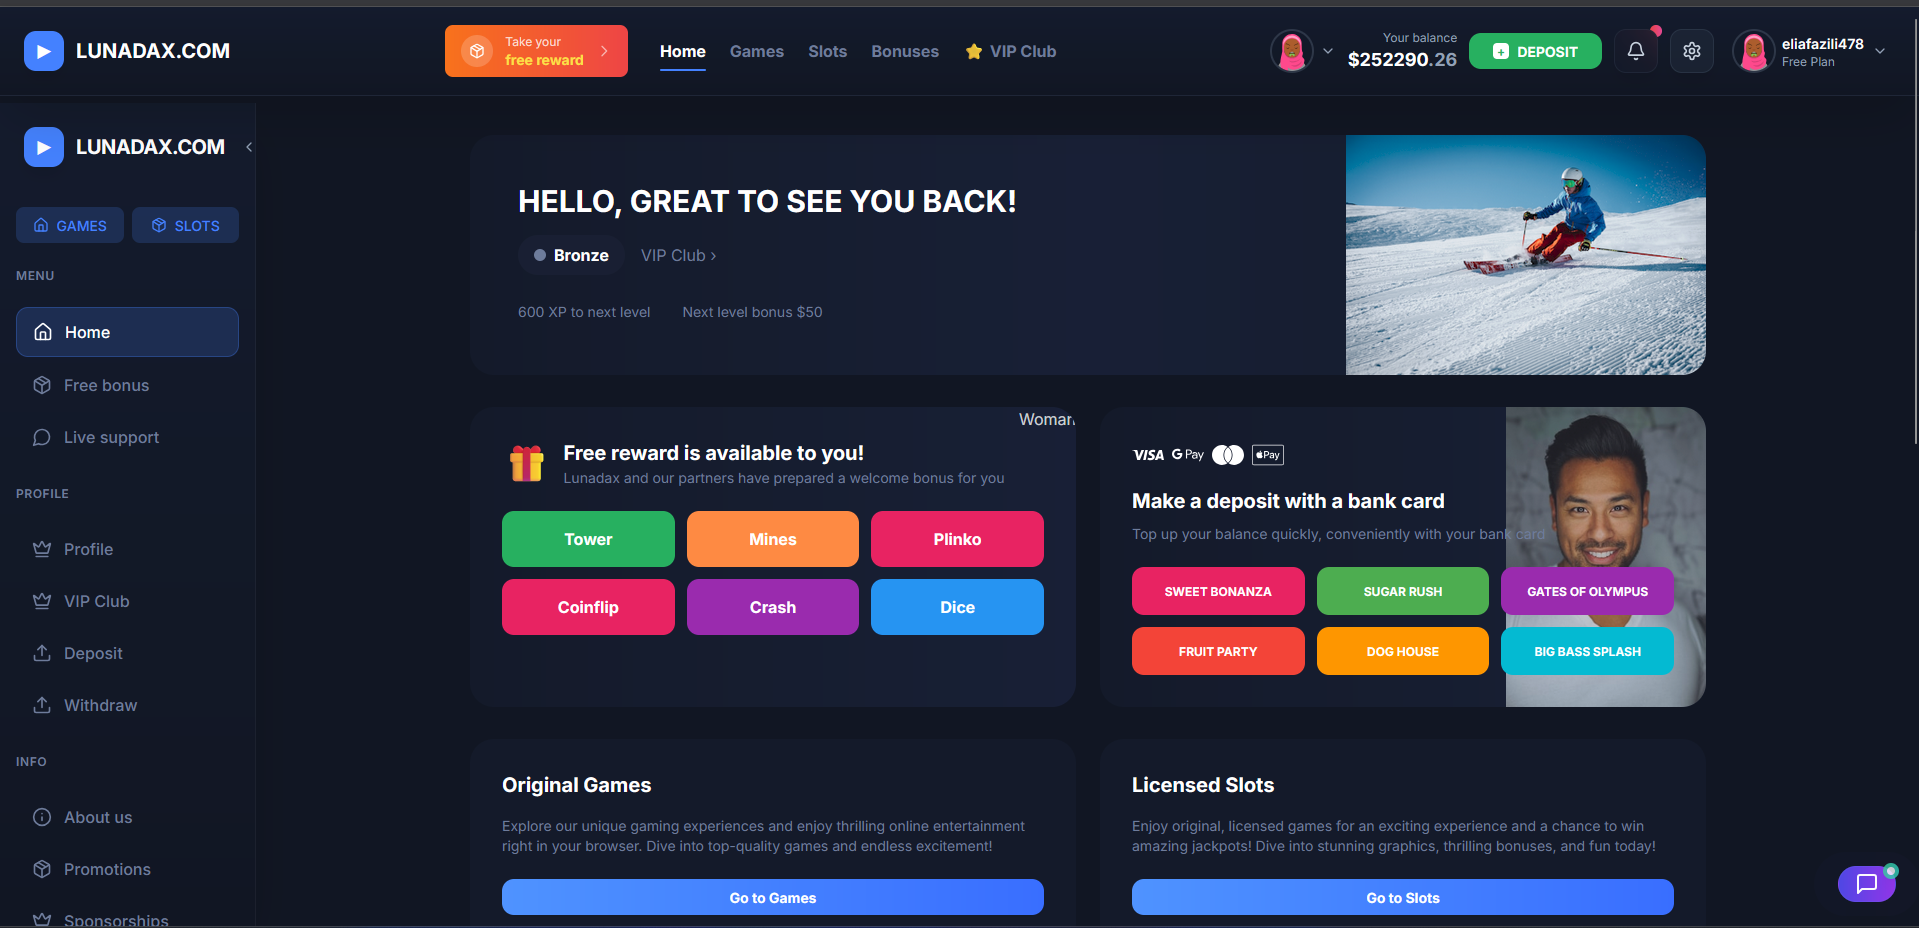 LUNADAX.COM
Take your
free reward
Home
Games
Slots
Bonuses
VIP Club
Your balance
$252290.26
DEPOSIT
eliafazili478
Free Plan
LUNADAX.COM
GAMES
SLOTS
MENU
Home
Free bonus
Live support
PROFILE
Profile
VIP Club
Deposit
Withdraw
INFO
About us
Promotions
Sponsorships
HELLO, GREAT TO SEE YOU BACK!
Bronze
VIP Club ›
600 XP to next level
Next level bonus $50
Woman
Free reward is available to you!
Lunadax and our partners have prepared a welcome bonus for you
Tower
Mines
Plinko
Coinflip
Crash
Dice
VISA
G Pay
Pay
Make a deposit with a bank card
Top up your balance quickly, conveniently with your bank card
SWEET BONANZA
SUGAR RUSH
GATES OF OLYMPUS
FRUIT PARTY
DOG HOUSE
BIG BASS SPLASH
Original Games
Explore our unique gaming experiences and enjoy thrilling online entertainment
right in your browser. Dive into top-quality games and endless excitement!
Go to Games
Licensed Slots
Enjoy original, licensed games for an exciting experience and a chance to win
amazing jackpots! Dive into stunning graphics, thrilling bonuses, and fun today!
Go to Slots